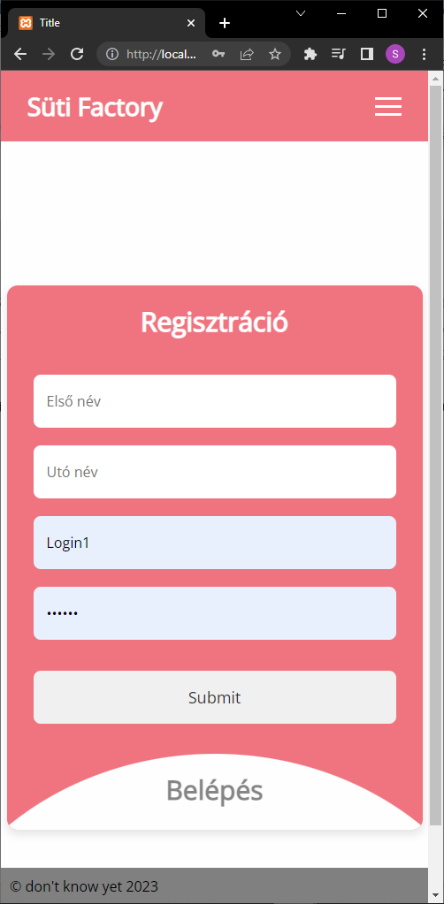 Title
http://local...
S
Süti Factory
Regisztráció
Első név
Utó név
Login1
••••••
Submit
Belépés
© don't know yet 2023